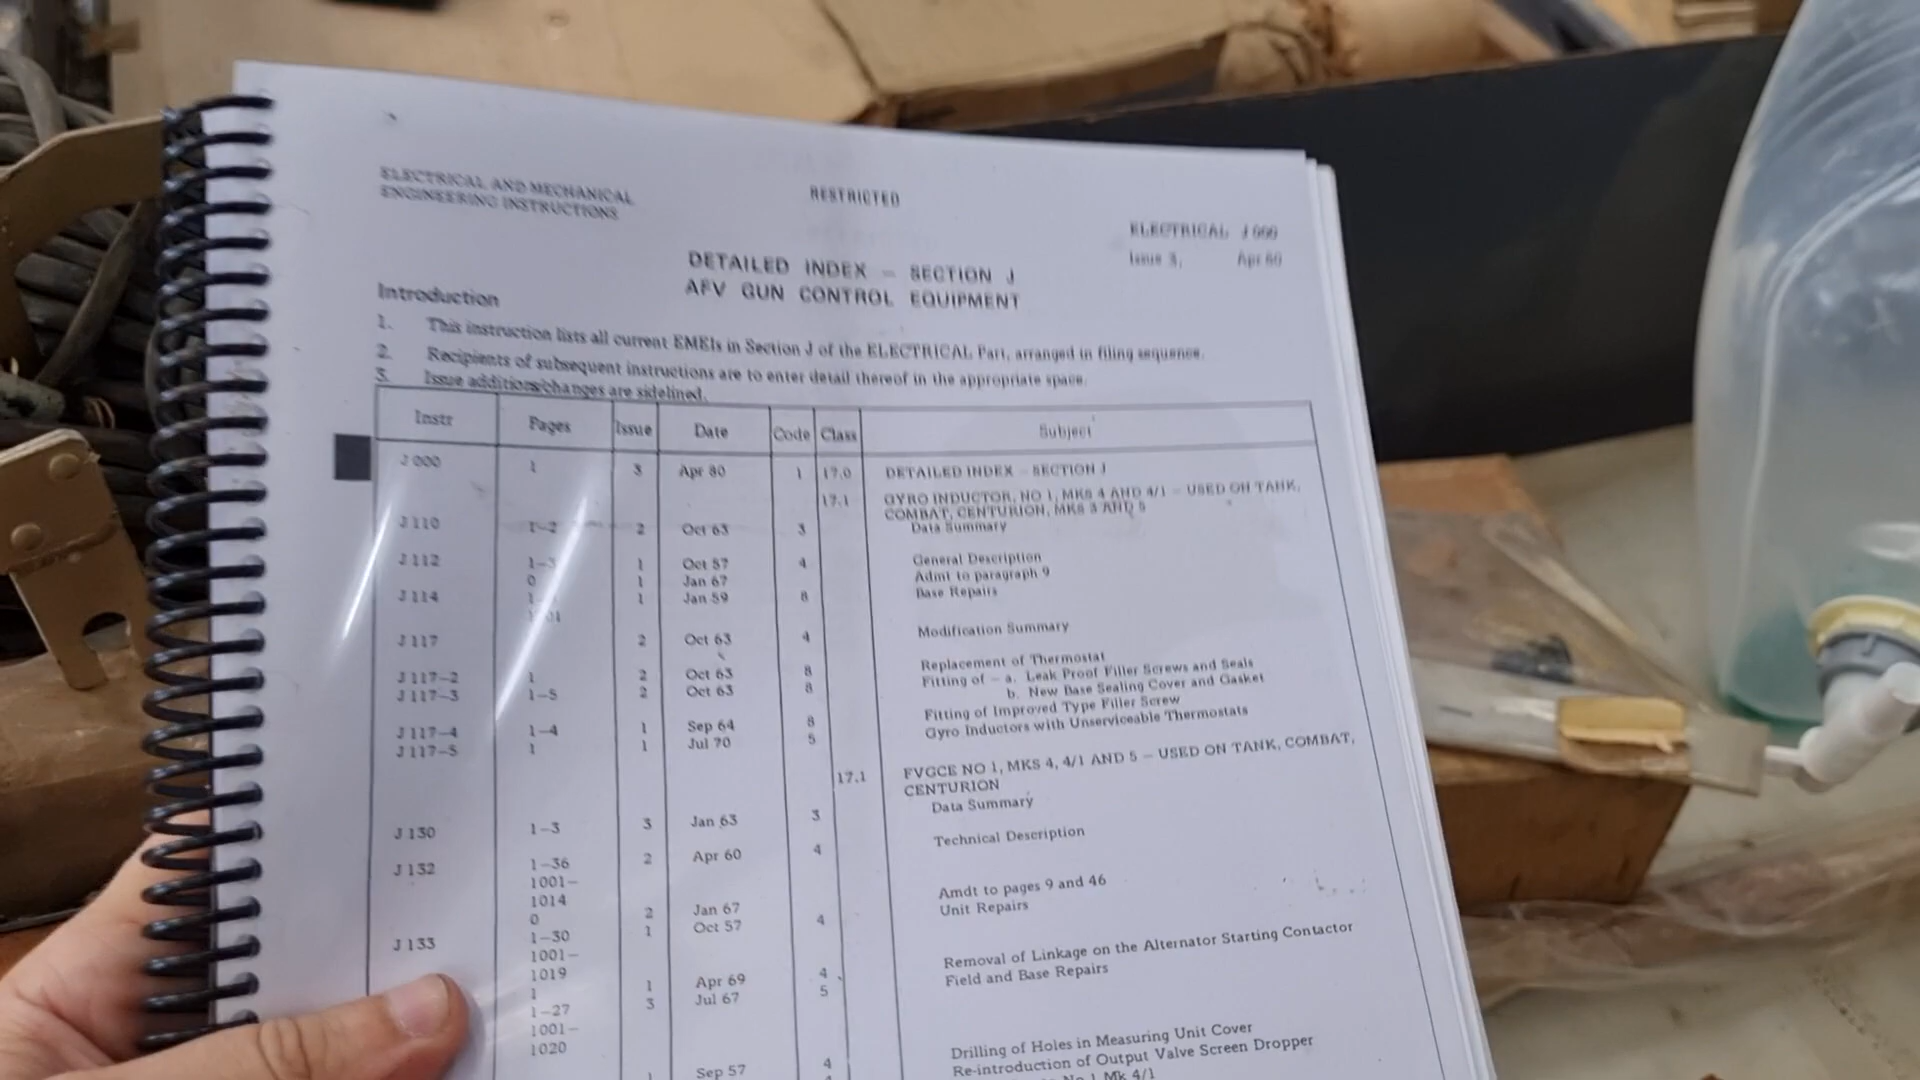 ELECTRICAL AND MECHANICAL
ENGINEERING INSTRUCTIONS
RESTRICTED
ELECTRICAL J 000
Issue 3, Apr 80
DETAILED INDEX - SECTION J
AFV GUN CONTROL EQUIPMENT
Introduction
1. This instruction lists all current EMEIs in Section J of the ELECTRICAL Part, arranged in filing sequence.
2. Recipients of subsequent instructions are to enter detail thereof in the appropriate space.
3. Issue additions/changes are sidelined.
Instr Pages Issue Date Code Class Subject
J 000 1 3 Apr 80 1 17.0 DETAILED INDEX - SECTION J
17.1 GYRO INDUCTOR, NO 1, MKS 4 AND 4/1 - USED ON TANK,
COMBAT, CENTURION, MKS 3 AND 5
J 110 1-2 2 Oct 63 3 Data Summary
J 112 1-3 1 Oct 57 4 General Description
0 1 Jan 67 Admt to paragraph 9
J 114 1 Jan 59 8 Base Repairs
J 117 2 Oct 63 4 Modification Summary
J 117-2 1 2 Oct 63 8 Replacement of Thermostat
J 117-3 1-5 2 Oct 63 8 Fitting of - a. Leak Proof Filler Screws and Seals
b. New Base Sealing Cover and Gasket
J 117-4 1-4 1 Sep 64 8 Fitting of Improved Type Filler Screw
J 117-5 1 1 Jul 70 5 Gyro Inductors with Unserviceable Thermostats
17.1 FVGCE NO 1, MKS 4, 4/1 AND 5 - USED ON TANK, COMBAT,
CENTURION
J 130 1-3 3 Jan 63 3 Data Summary
J 132 1-36 2 Apr 60 4 Technical Description
1001-
1014
0 2 Jan 67 Amdt to pages 9 and 46
J 133 1-30 1 Oct 57 4 Unit Repairs
1001-
1019
1 1 Apr 69 4 Removal of Linkage on the Alternator Starting Contactor
1-27 3 Jul 67 5 Field and Base Repairs
1001-
1020
1 Sep 57 4 Drilling of Holes in Measuring Unit Cover
Re-introduction of Output Valve Screen Dropper
No 1 Mk 4/1